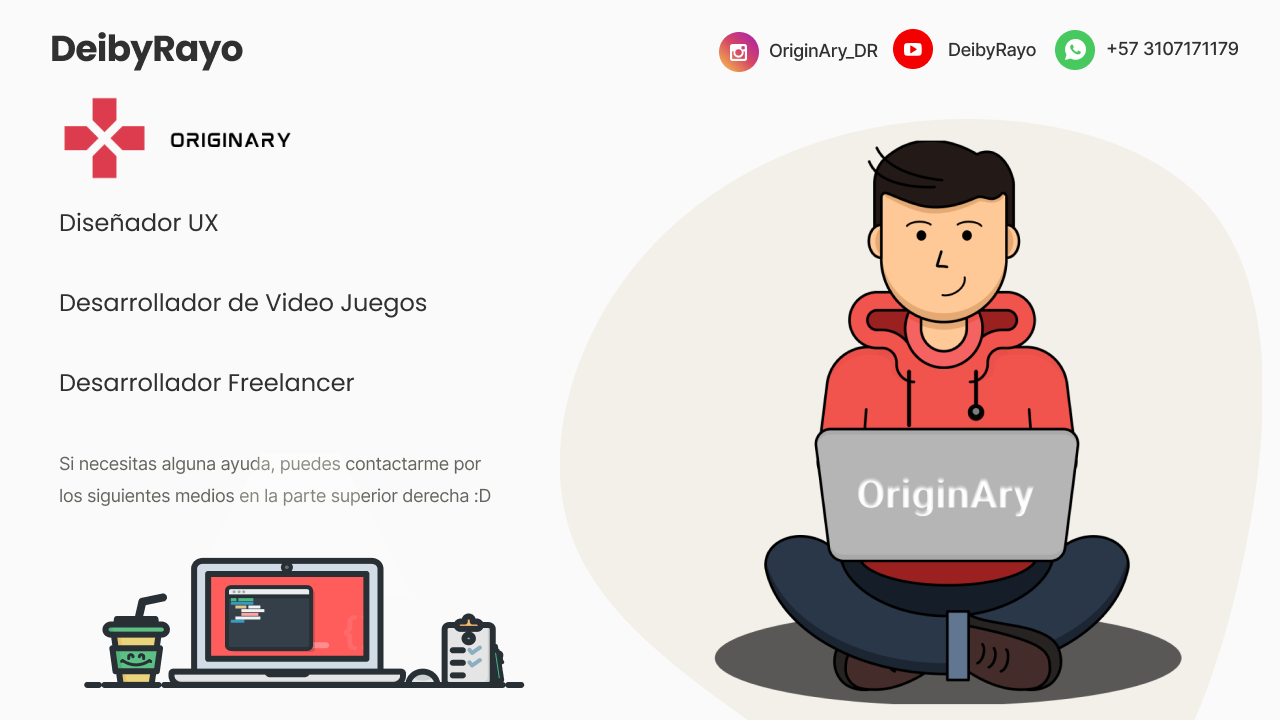 DeibyRayo
OriginAry_DR
DeibyRayo
+57 3107171179
ORIGINARY
Diseñador UX
Desarrollador de Video Juegos
Desarrollador Freelancer
Si necesitas alguna ayuda, puedes contactarme por
los siguientes medios en la parte superior derecha :D
OriginAry